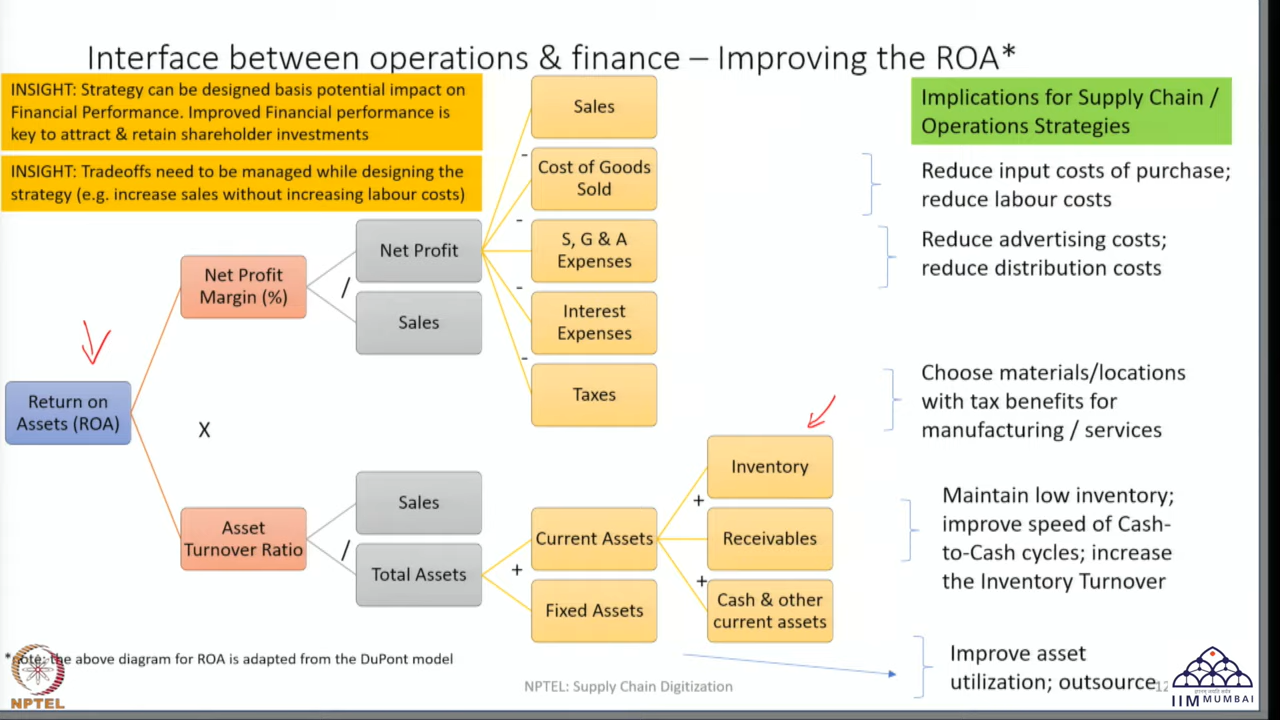 Interface between operations & finance – Improving the ROA*
INSIGHT: Strategy can be designed basis potential impact on
Financial Performance. Improved Financial performance is
key to attract & retain shareholder investments
INSIGHT: Tradeoffs need to be managed while designing the
strategy (e.g. increase sales without increasing labour costs)
Return on
Assets (ROA)
X
Net Profit
Margin (%)
/
Net Profit
Sales
Sales
-
Cost of Goods
Sold
-
S, G & A
Expenses
-
Interest
Expenses
-
Taxes
Asset
Turnover Ratio
/
Sales
Total Assets
+
Current Assets
Fixed Assets
+
Inventory
Receivables
+
Cash & other
current assets
Implications for Supply Chain /
Operations Strategies
Reduce input costs of purchase;
reduce labour costs
Reduce advertising costs;
reduce distribution costs
Choose materials/locations
with tax benefits for
manufacturing / services
Maintain low inventory;
improve speed of Cash-
to-Cash cycles; increase
the Inventory Turnover
Improve asset
utilization; outsource
*note: the above diagram for ROA is adapted from the DuPont model
NPTEL: Supply Chain Digitization
12
NPTEL
IIM MUMBAI